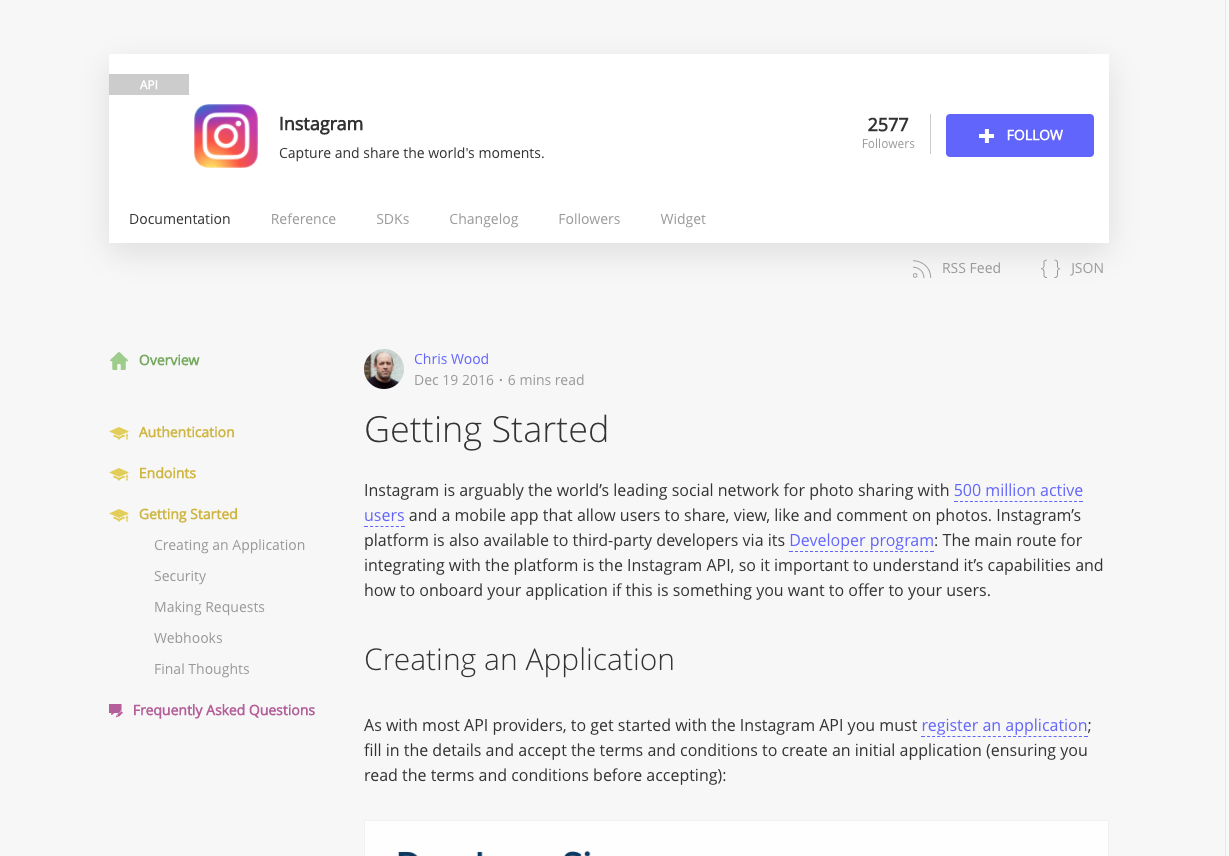 API
Instagram
Capture and share the world's moments.
2577
Followers
FOLLOW
Documentation Reference SDKs Changelog Followers Widget
RSS Feed { } JSON
Overview
Authentication
Endoints
Getting Started
Creating an Application
Security
Making Requests
Webhooks
Final Thoughts
Frequently Asked Questions
Chris Wood
Dec 19 2016 · 6 mins read
Getting Started
Instagram is arguably the world’s leading social network for photo sharing with 500 million active
users and a mobile app that allow users to share, view, like and comment on photos. Instagram’s
platform is also available to third-party developers via its Developer program: The main route for
integrating with the platform is the Instagram API, so it important to understand it’s capabilities and
how to onboard your application if this is something you want to offer to your users.
Creating an Application
As with most API providers, to get started with the Instagram API you must register an application;
fill in the details and accept the terms and conditions to create an initial application (ensuring you
read the terms and conditions before accepting):